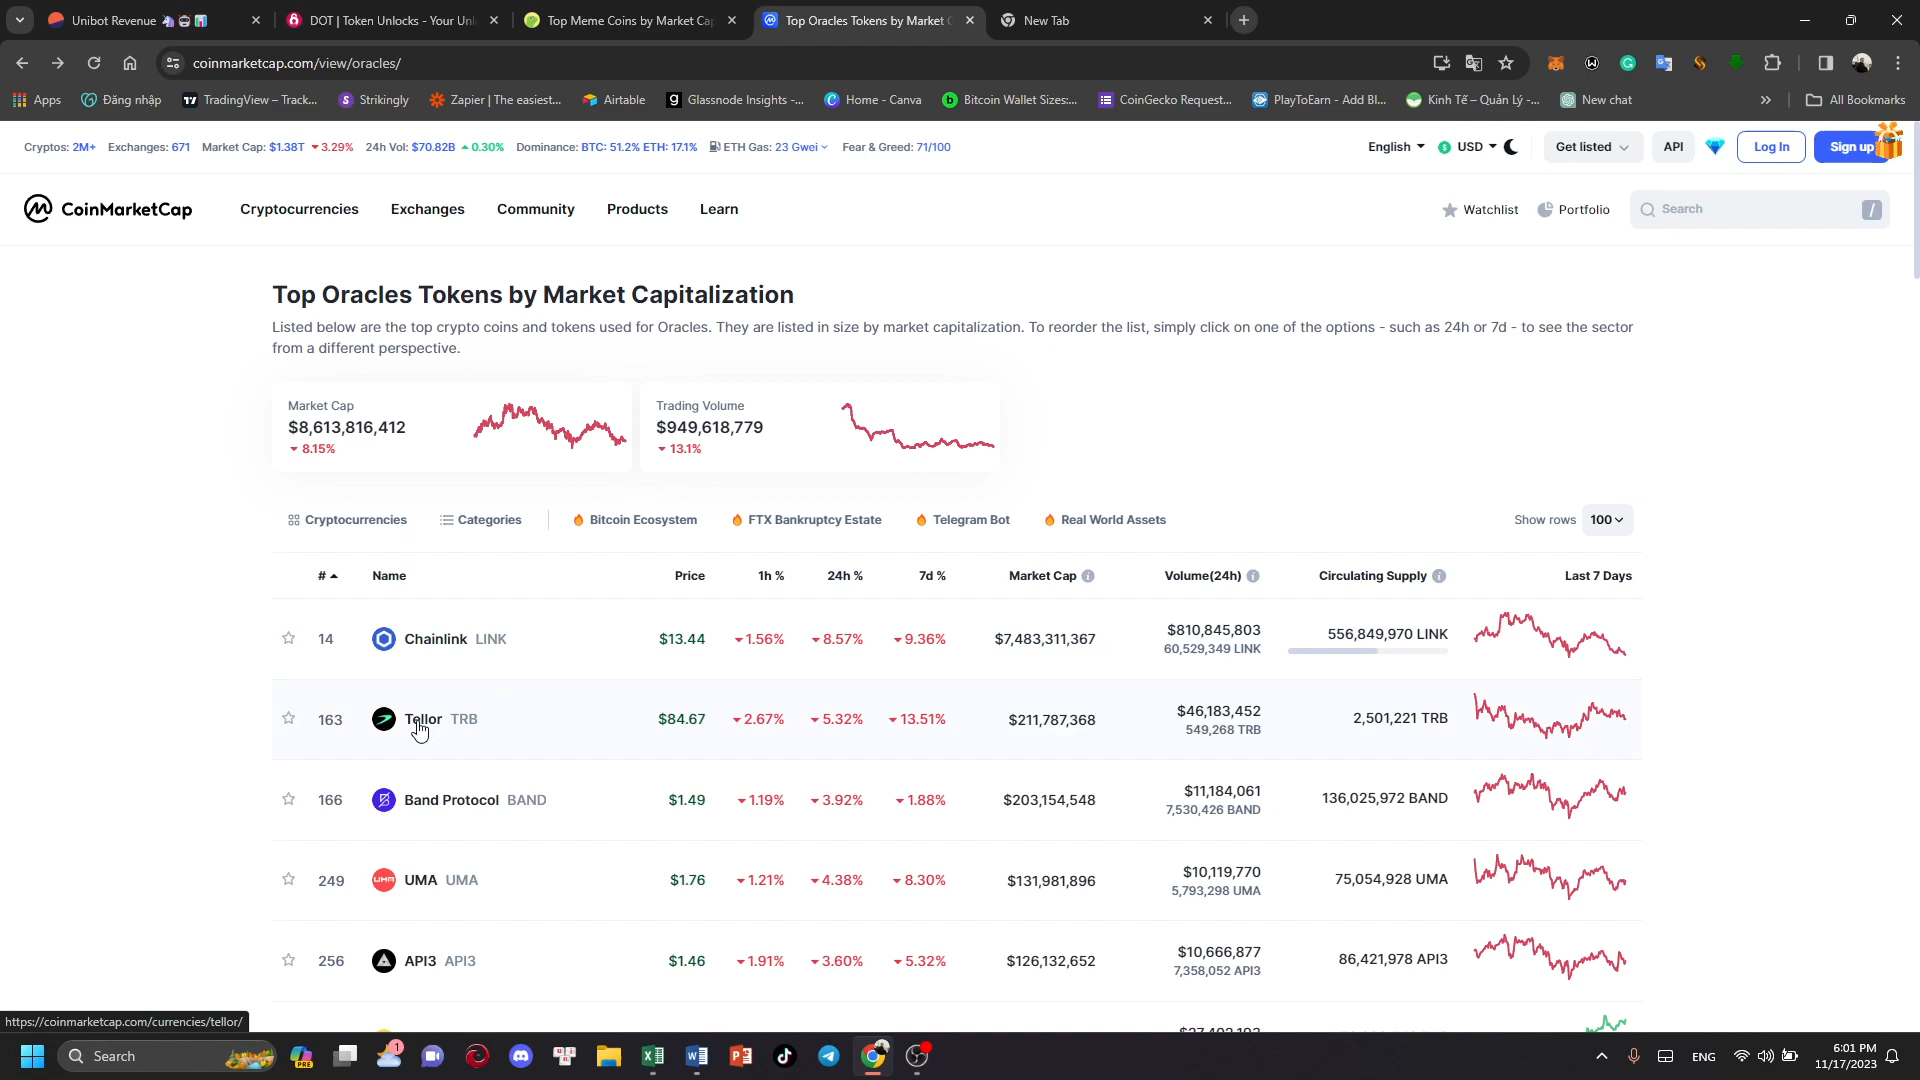 Unibot Revenue
DOT | Token Unlocks - Your Unl
Top Meme Coins by Market Cap
Top Oracles Tokens by Market C
New Tab
coinmarketcap.com/view/oracles/
Apps
Đăng nhập
TradingView – Track...
Strikingly
Zapier | The easiest...
Airtable
Glassnode Insights -...
Home - Canva
Bitcoin Wallet Sizes:...
CoinGecko Request...
PlayToEarn - Add Bl...
Kinh Tế – Quản Lý -...
New chat
All Bookmarks
Cryptos: 2M+ Exchanges: 671 Market Cap: $1.38T 3.29% 24h Vol: $70.82B 0.30% Dominance: BTC: 51.2% ETH: 17.1% ETH Gas: 23 Gwei Fear & Greed: 71/100
English USD Get listed API Log In Sign up
CoinMarketCap
Cryptocurrencies Exchanges Community Products Learn
Watchlist Portfolio Search /
Top Oracles Tokens by Market Capitalization
Listed below are the top crypto coins and tokens used for Oracles. They are listed in size by market capitalization. To reorder the list, simply click on one of the options - such as 24h or 7d - to see the sector
from a different perspective.
Market Cap
$8,613,816,412
8.15%
Trading Volume
$949,618,779
13.1%
Cryptocurrencies Categories Bitcoin Ecosystem FTX Bankruptcy Estate Telegram Bot Real World Assets Show rows 100
# Name Price 1h % 24h % 7d % Market Cap Volume(24h) Circulating Supply Last 7 Days
14 Chainlink LINK $13.44 1.56% 8.57% 9.36% $7,483,311,367 $810,845,803 556,849,970 LINK
60,529,349 LINK
163 Tellor TRB $84.67 2.67% 5.32% 13.51% $211,787,368 $46,183,452 2,501,221 TRB
549,268 TRB
166 Band Protocol BAND $1.49 1.19% 3.92% 1.88% $203,154,548 $11,184,061 136,025,972 BAND
7,530,426 BAND
249 UMA UMA $1.76 1.21% 4.38% 8.30% $131,981,896 $10,119,770 75,054,928 UMA
5,793,298 UMA
256 API3 API3 $1.46 1.91% 3.60% 5.32% $126,132,652 $10,666,877 86,421,978 API3
7,358,052 API3
https://coinmarketcap.com/currencies/tellor/
Search
1
ENG
6:01 PM
11/17/2023